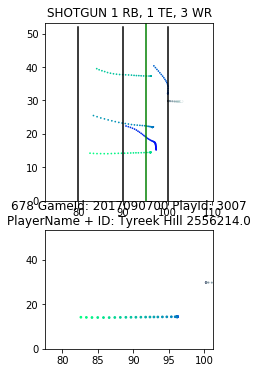 SHOTGUN 1 RB, 1 TE, 3 WR
50
40
30
20
10
0
80 90 100 110
678 GameId: 2017090700 PlayId: 3007
PlayerName + ID: Tyreek Hill 2556214.0
40
20
0
80 85 90 95 100